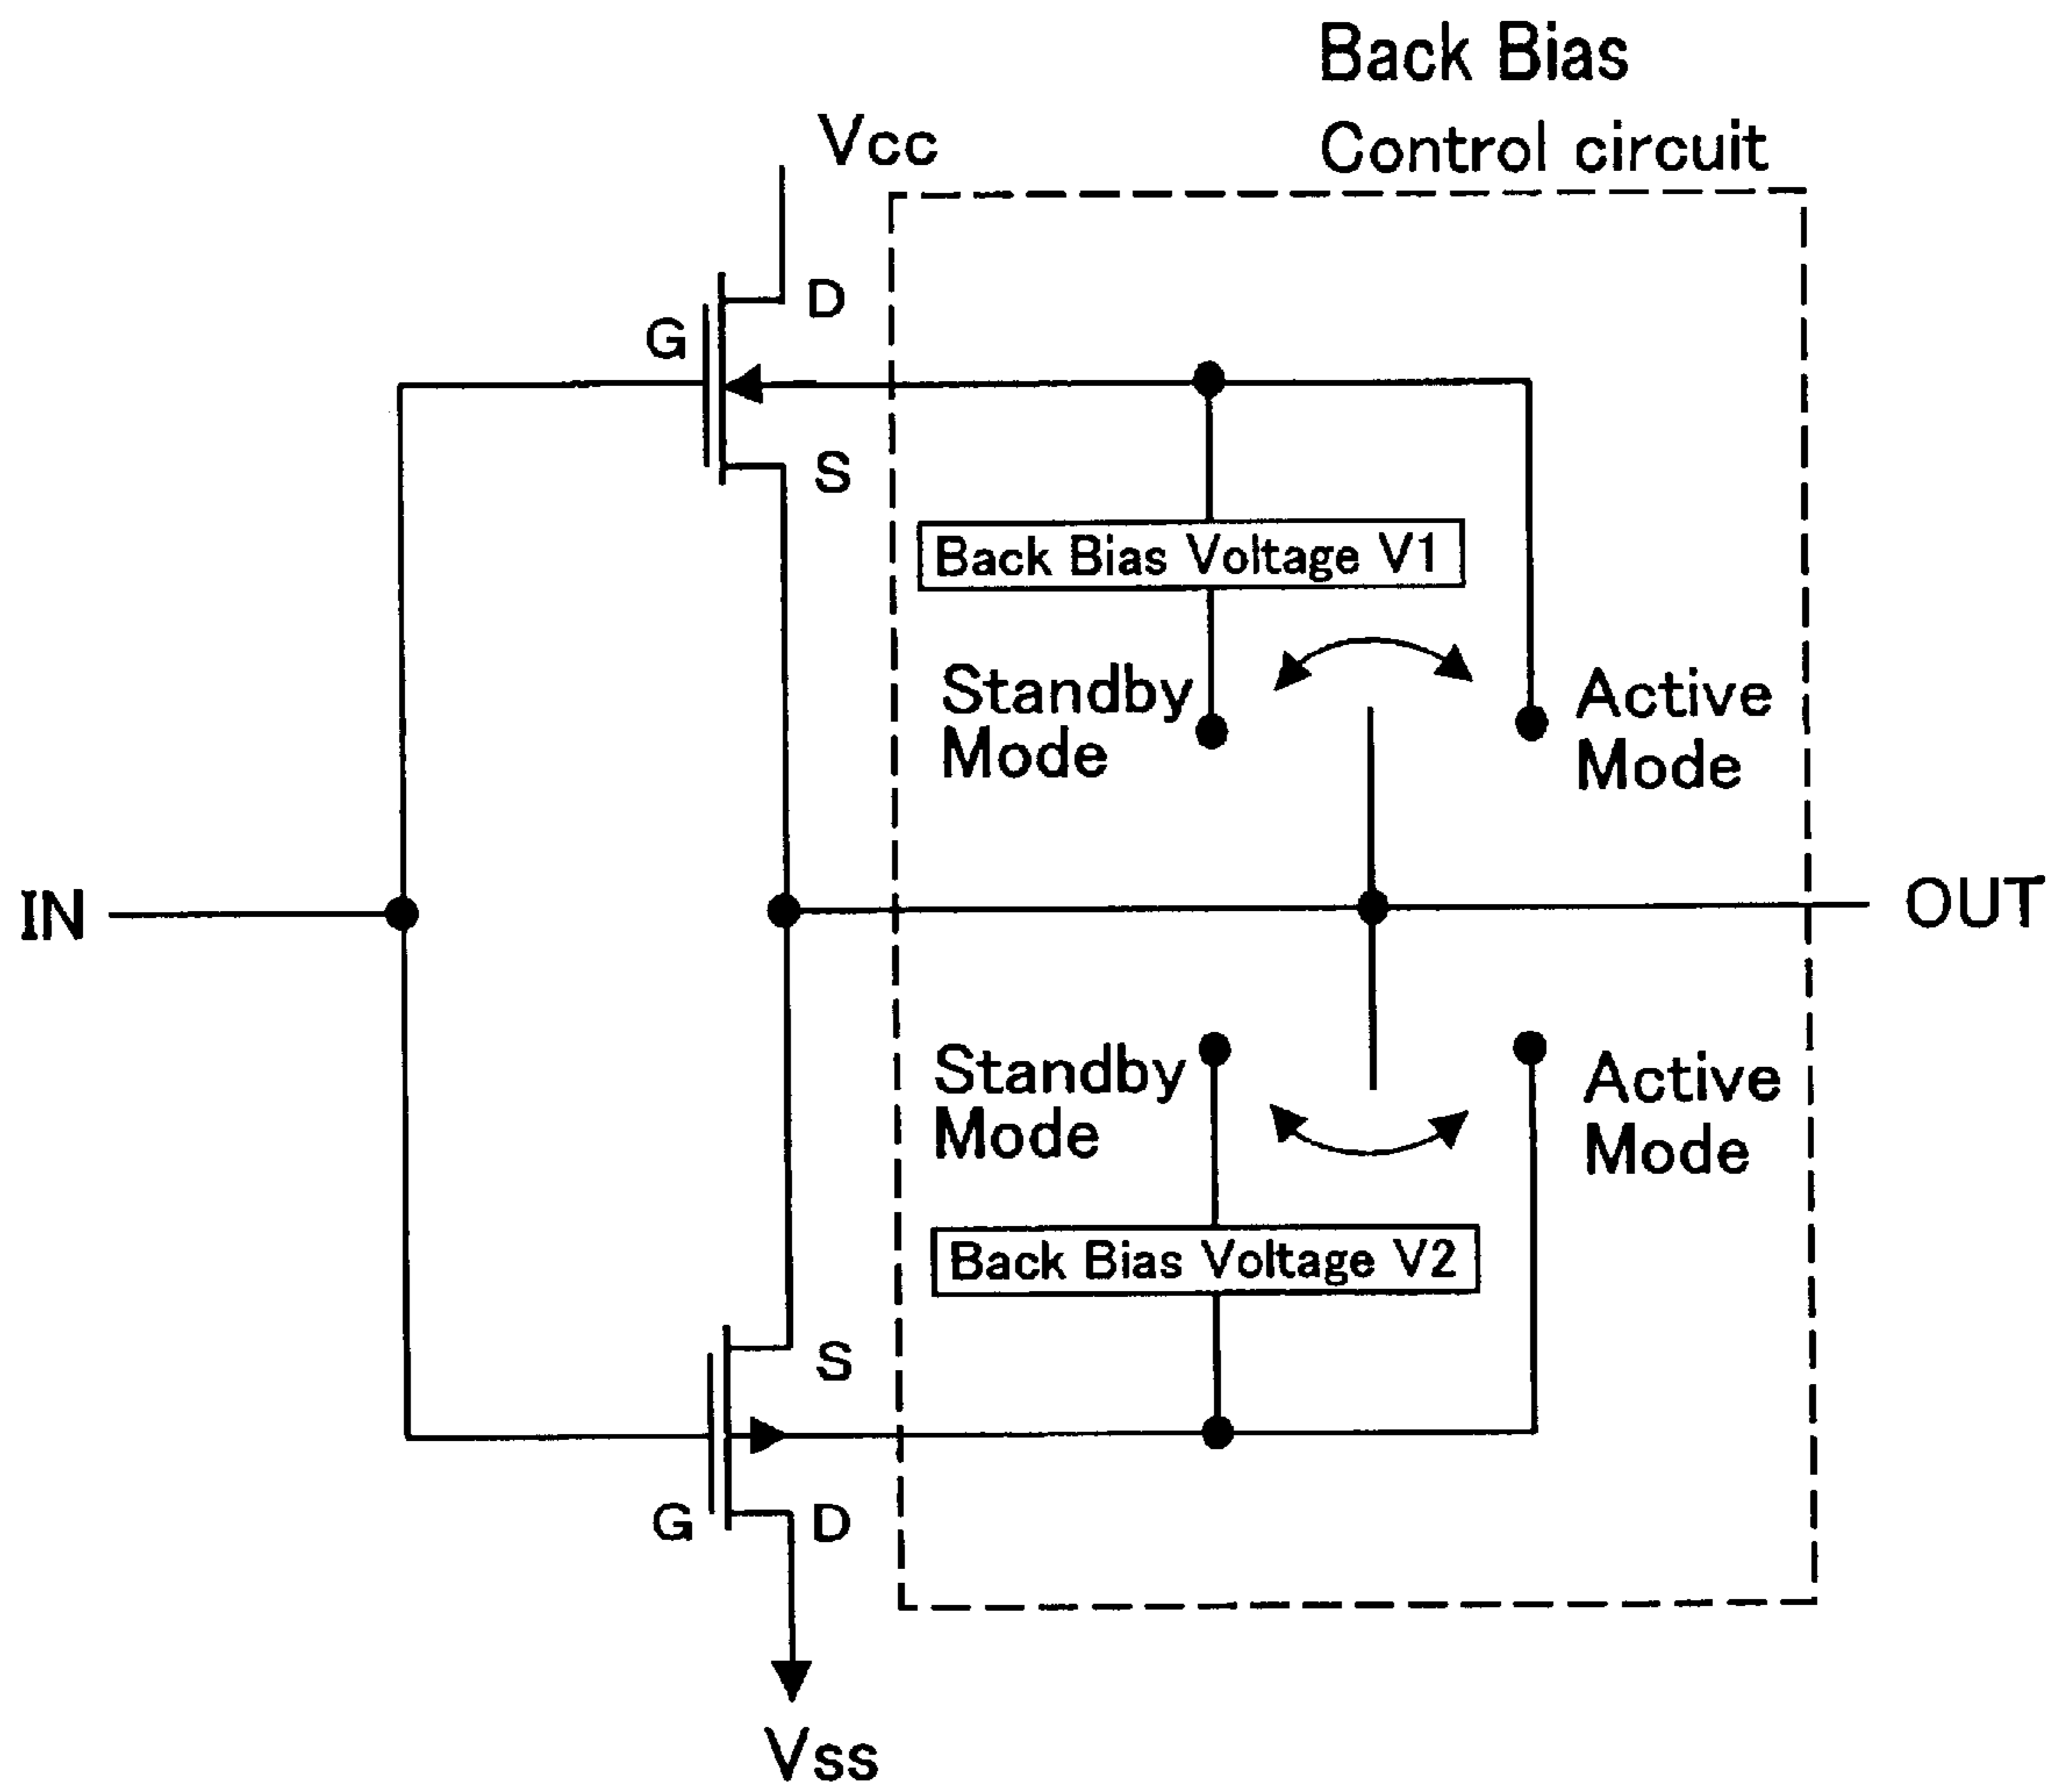 Back Bias
Control circuit
Vcc
D
G
S
Back Bias Voltage V1
Standby
Mode
Active
Mode
IN
OUT
Standby
Mode
Active
Mode
Back Bias Voltage V2
S
G
D
Vss